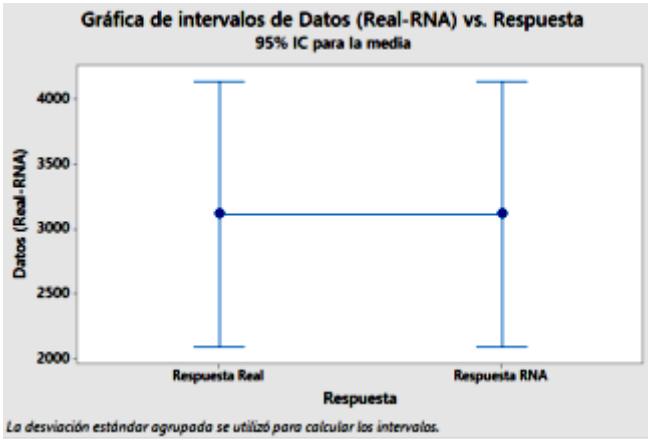 Gráfica de intervalos de Datos (Real-RNA) vs. Respuesta
95% IC para la media
Datos (Real-RNA)
4000
3500
3000
2500
2000
Respuesta Real
Respuesta RNA
Respuesta
La desviación estándar agrupada se utilizó para calcular los intervalos.